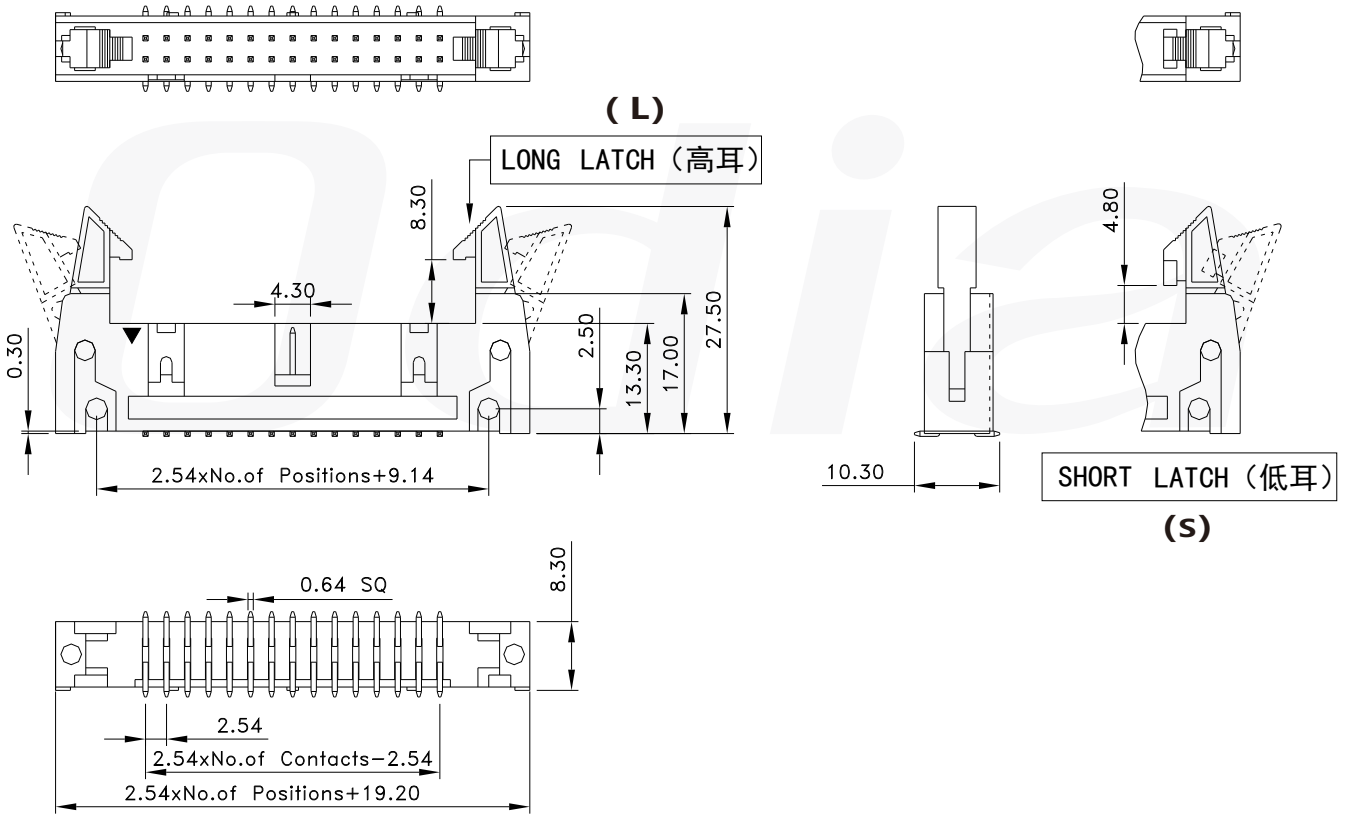 ( L)
LONG LATCH（高耳）
8.30
4.80
4.30
0.30
2.50
13.30
17.00
27.50
2.54xNo.of Positions+9.14
10.30
SHORT LATCH（低耳）
(S)
0.64 SQ
8.30
2.54
2.54xNo.of Contacts−2.54
2.54xNo.of Positions+19.20
Odia